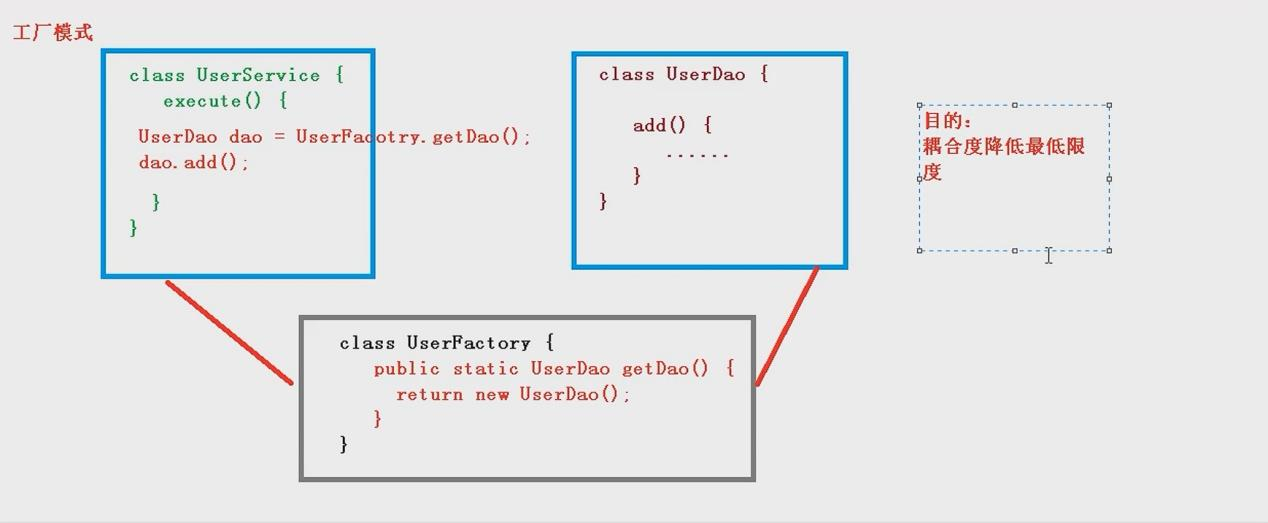 工厂模式
class UserService {
execute() {
UserDao dao = UserFacotry.getDao();
dao.add();
}
}
class UserDao {
add() {
......
}
}
目的：
耦合度降低最低限
度
class UserFactory {
public static UserDao getDao() {
return new UserDao();
}
}